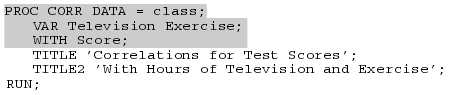 PROC CORR DATA = class;
VAR Television Exercise;
WITH Score;
TITLE 'Correlations for Test Scores';
TITLE2 'With Hours of Television and Exercise';
RUN;